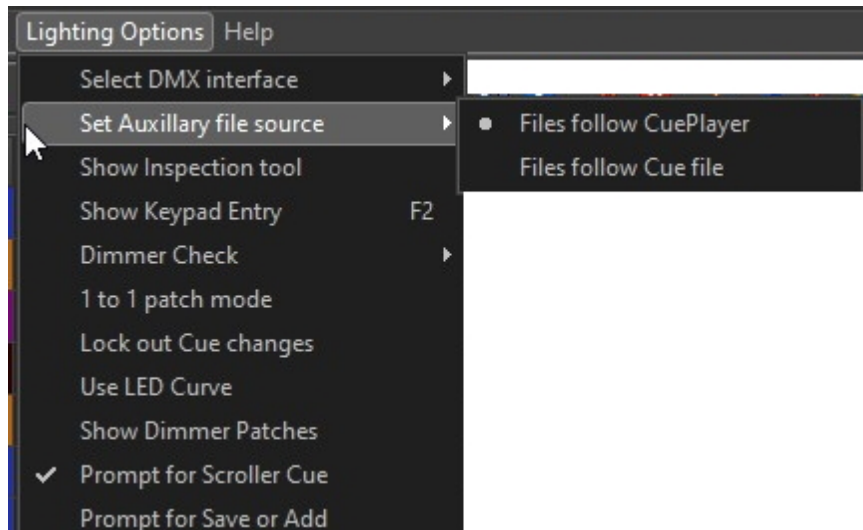 Lighting Options Help
Select DMX interface
Set Auxillary file source
Files follow CuePlayer
Files follow Cue file
Show Inspection tool
Show Keypad Entry F2
Dimmer Check
1 to 1 patch mode
Lock out Cue changes
Use LED Curve
Show Dimmer Patches
Prompt for Scroller Cue
Prompt for Save or Add